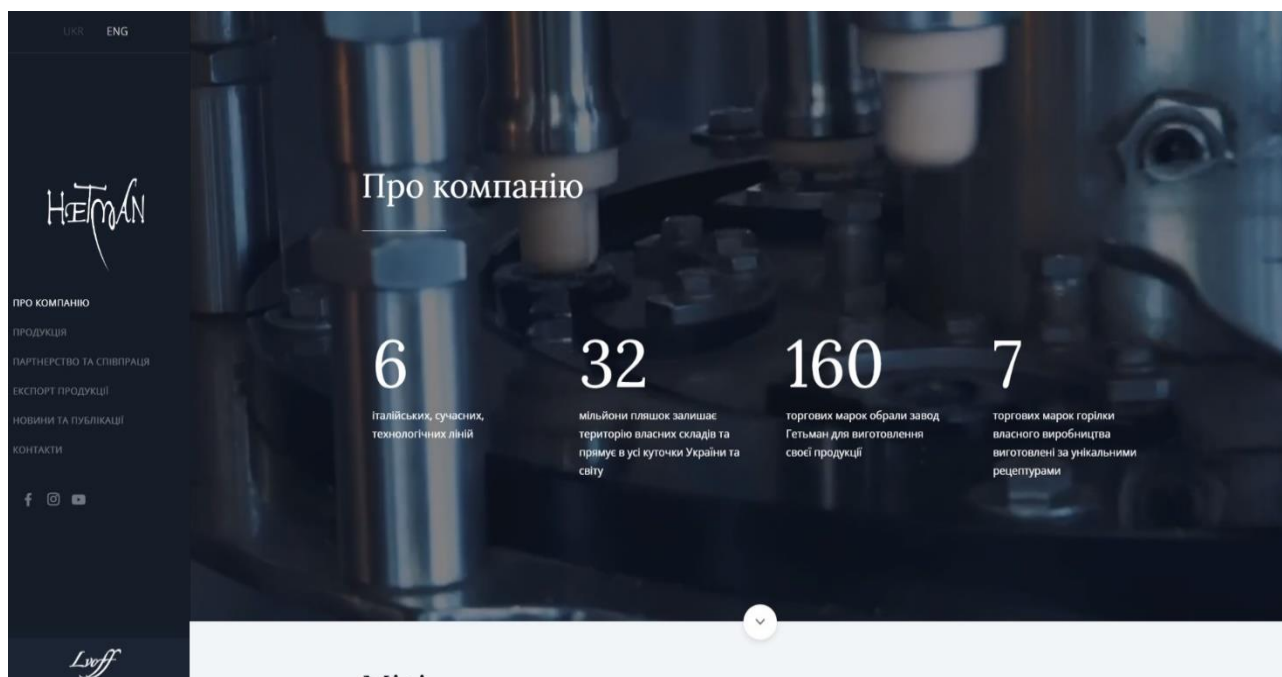 UKR ENG
HETMAN
ПРО КОМПАНІЮ
ПРОДУКЦІЯ
ПАРТНЕРСТВО ТА СПІВПРАЦЯ
ЕКСПОРТ ПРОДУКЦІЇ
НОВИНИ ТА ПУБЛІКАЦІЇ
КОНТАКТИ
Lvoff
Про компанію
6
італійських, сучасних,
технологічних ліній
32
мільйони пляшок залишає
територію власних складів та
прямує в усі куточки України та
світу
160
торгових марок обрали завод
Гетьман для виготовлення
своєї продукції
7
торгових марок горілки
власного виробництва
виготовлені за унікальними
рецептурами